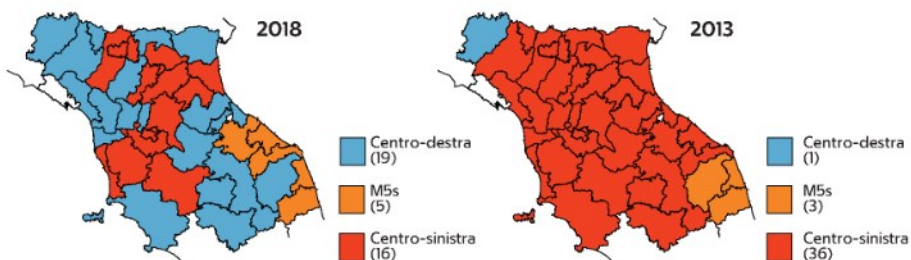 2018
Centro-destra
(19)
M5s
(5)
Centro-sinistra
(16)
2013
Centro-destra
(1)
M5s
(3)
Centro-sinistra
(36)